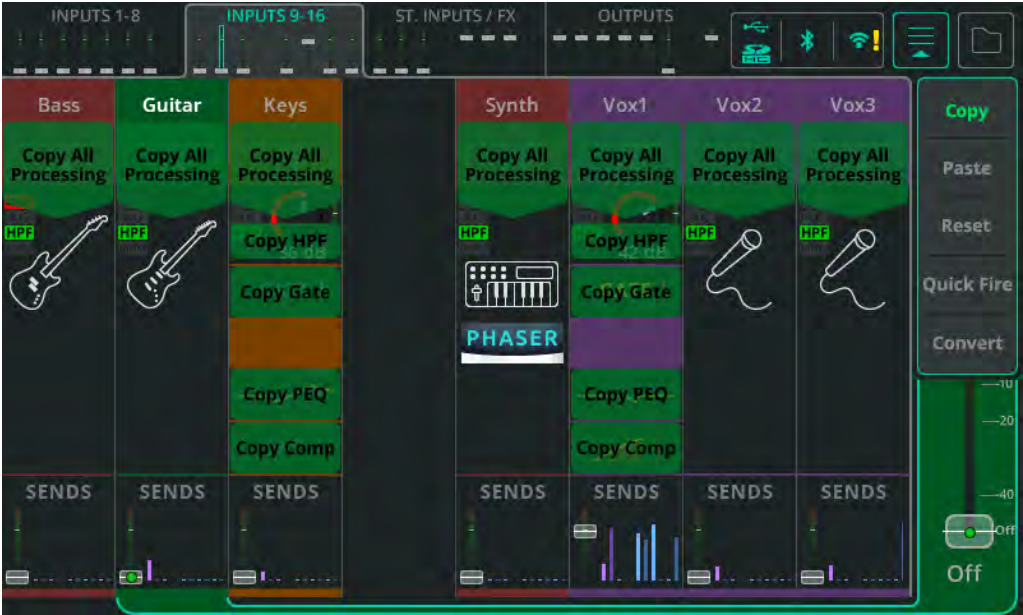 INPUTS 1-8
INPUTS 9-16
ST. INPUTS / FX
OUTPUTS
Bass
Guitar
Keys
Synth
Vox1
Vox2
Vox3
Copy
Copy All
Processing
Copy All
Processing
Copy All
Processing
Copy All
Processing
Copy All
Processing
Copy All
Processing
Copy All
Processing
Paste
Reset
Quick Fire
Convert
HPF
HPF
Copy HPF
HPF
Copy HPF
HPF
HPF
36 dB
42 dB
Copy Gate
Copy Gate
PHASER
Copy PEQ
Copy PEQ
Copy Comp
Copy Comp
-10
-20
-40
Off
SENDS
SENDS
SENDS
SENDS
SENDS
SENDS
SENDS
Off